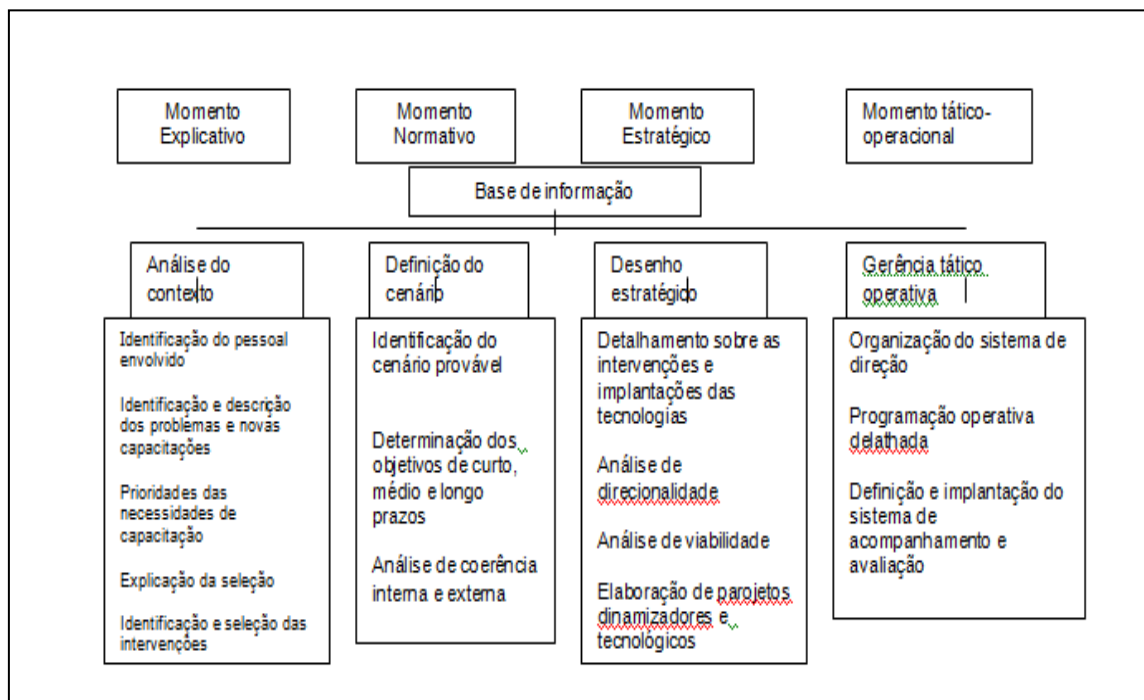 Momento
Explicativo
Momento
Normativo
Momento
Estratégico
Momento tático-
operacional
Base de informação
Análise do
contexto
Identificação do pessoal
envolvido
Identificação e descrição
dos problemas e novas
capacitações
Prioridades das
necessidades de
capacitação
Explicação da seleção
Identificação e seleção das
intervenções
Definição do
cenário
Identificação do
cenário provável
Determinação dos
objetivos de curto,
médio e longo
prazos
Análise de coerência
interna e externa
Desenho
estratégico
Detalhamento sobre as
intervenções e
implantações das
tecnologias
Análise de
direcionalidade
Análise de viabilidade
Elaboração de parojetos
dinamizadores e
tecnológicos
Gerência tático
operativa
Organização do sistema de
direção
Programação operativa
delathada
Definição e implantação do
sistema de
acompanhamento e
avaliação